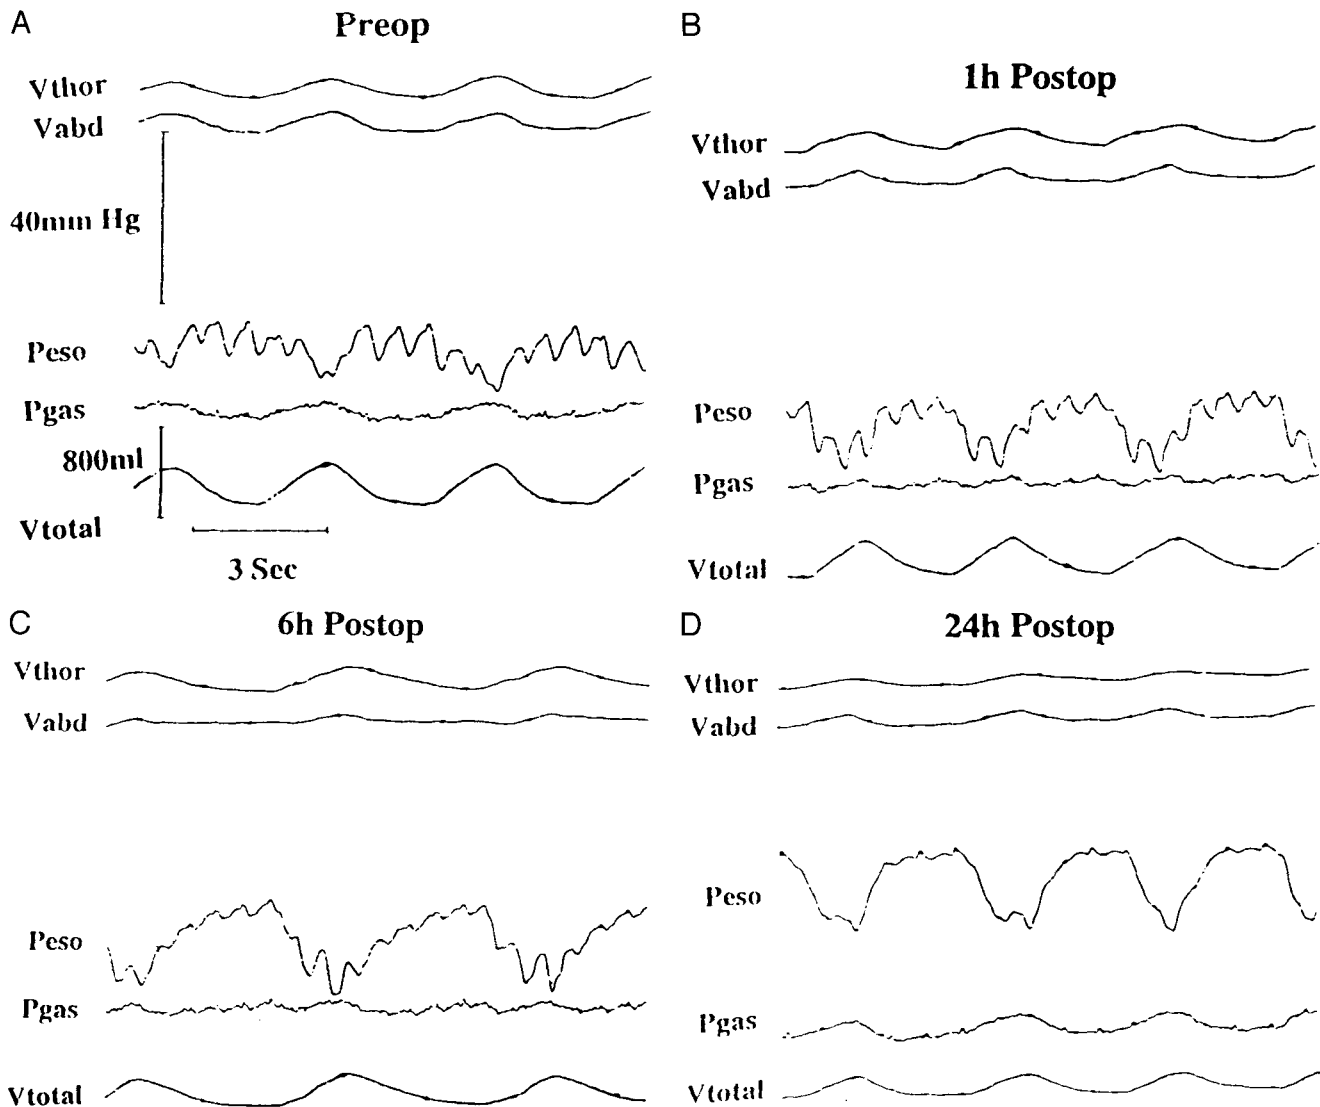 A
Preop
Vthor
Vabd
40mm Hg
Peso
Pgas
800ml
Vtotal
3 Sec
B
1h Postop
Vthor
Vabd
Peso
Pgas
Vtotal
C
6h Postop
Vthor
Vabd
Peso
Pgas
Vtotal
D
24h Postop
Vthor
Vabd
Peso
Pgas
Vtotal